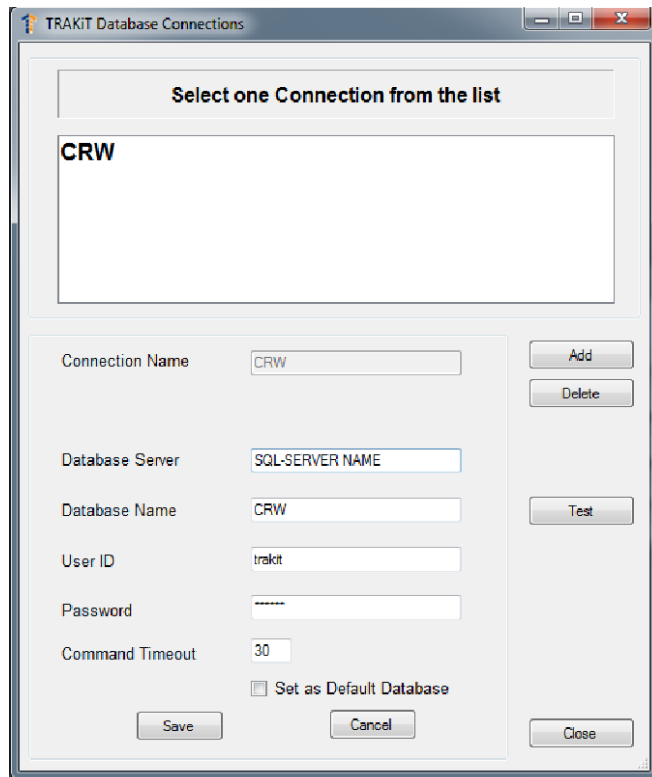 TRAKiT Database Connections
Select one Connection from the list
CRW
Connection Name CRW
Add
Delete
Database Server SQL-SERVER NAME
Database Name CRW
Test
User ID trakit
Password ******
Command Timeout 30
Set as Default Database
Save Cancel
Close